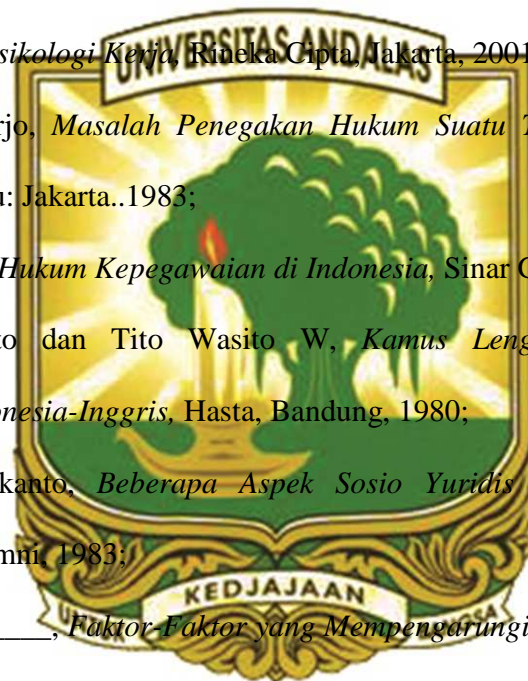 UNIVERSITAS ANDALAS
sikologi Kerja, Rineka Cipta, Jakarta, 2001
rjo, Masalah Penegakan Hukum Suatu T
u: Jakarta..1983;
Hukum Kepegawaian di Indonesia, Sinar G
to dan Tito Wasito W, Kamus Leng
onesia-Inggris, Hasta, Bandung, 1980;
kanto, Beberapa Aspek Sosio Yuridis
mni, 1983;
KEDJAJAAN
____, Faktor-Faktor yang Mempengarungi